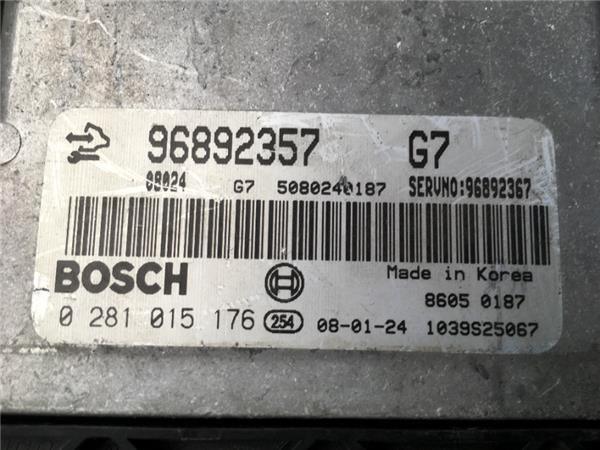 96892357 G7
08024 G7 5080240187 SERVNO:96892367
BOSCH Made in Korea
8605 0187
0 281 015 176 254 08-01-24 1039S25067